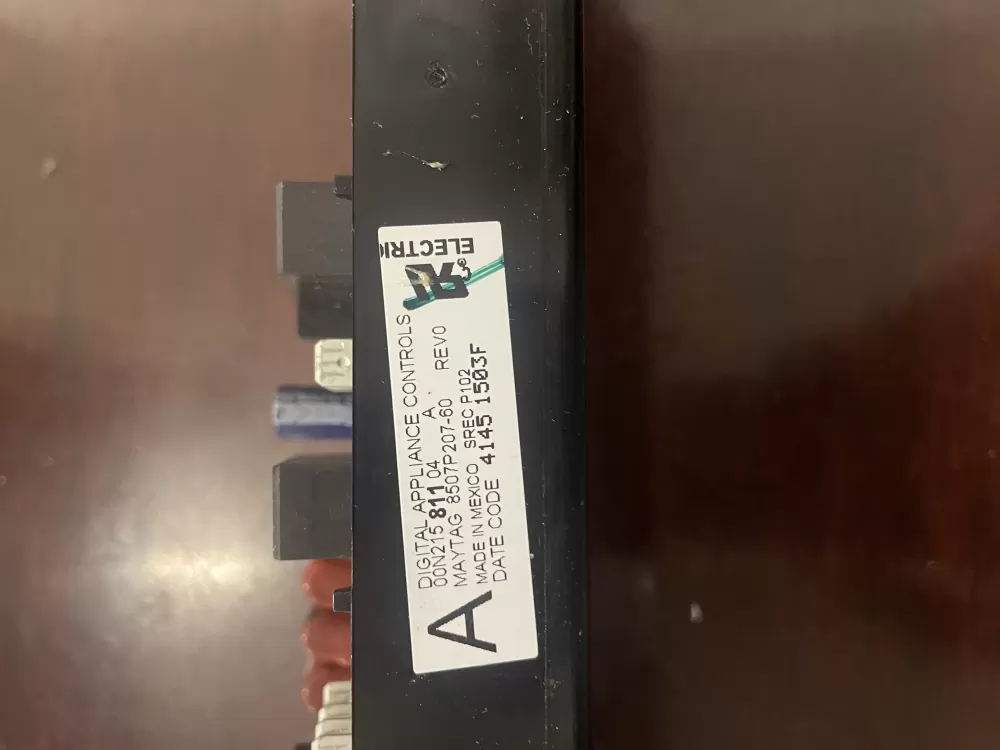 A
DIGITAL APPLIANCE CONTROLS
00N215 811 04 A
MAYTAG 8507P207-60 REV0
MADE IN MEXICO SREC P102
DATE CODE 4145 1503F
ELECTRI